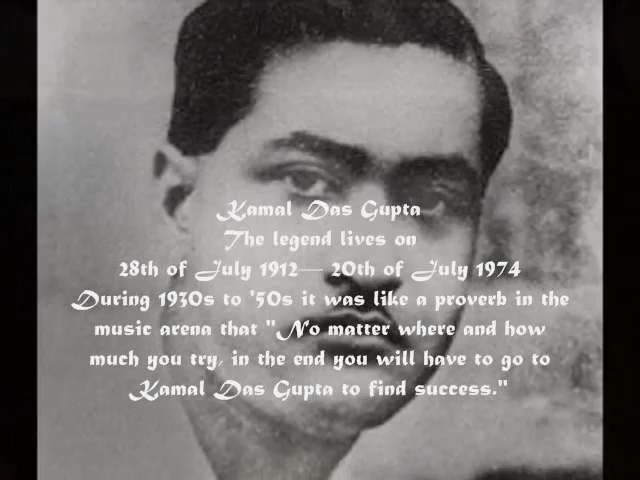 Kamal Das Gupta
The legend lives on
28th of July 1912— 20th of July 1974
During 1930s to '50s it was like a proverb in the
music arena that "No matter where and how
much you try, in the end you will have to go to
Kamal Das Gupta to find success."